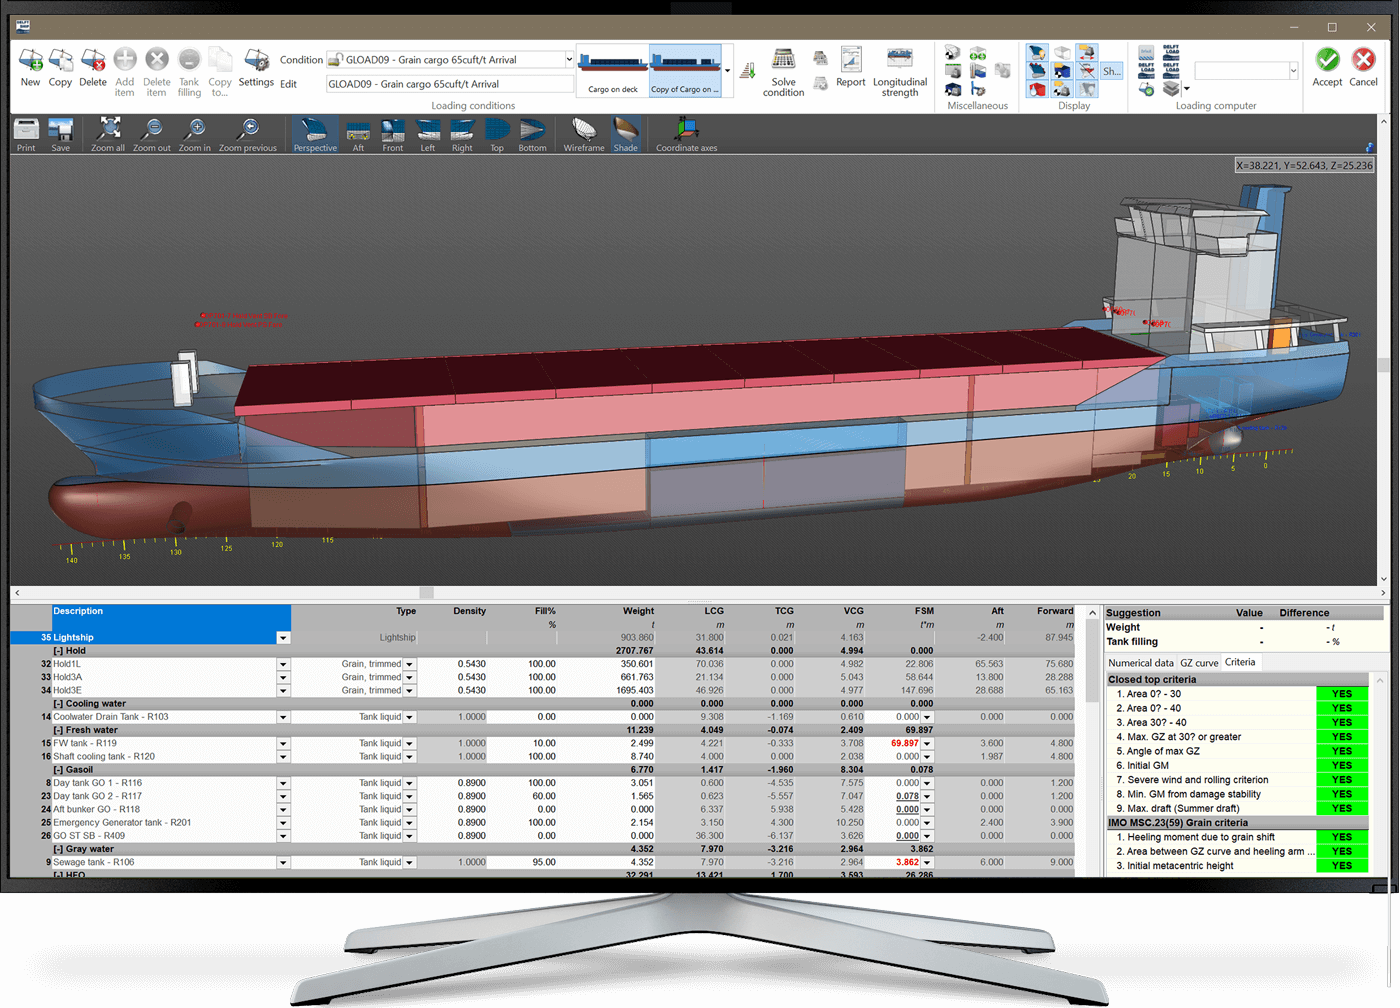 DELFT SHIP
New Copy Delete Add item Delete item Tank filling Copy to... Settings
Condition GLOAD09 - Grain cargo 65cuft/t Arrival
Edit GLOAD09 - Grain cargo 65cuft/t Arrival
Cargo on deck Copy of Cargo on ...
Solve condition Report Longitudinal strength
Sh...
DELFT LOAD
DELFT LOAD DELFT LOAD
Accept Cancel
Loading conditions Miscellaneous Display Loading computer
Print Save Zoom all Zoom out Zoom in Zoom previous Perspective Aft Front Left Right Top Bottom Wireframe Shade Coordinate axes
X=38.221, Y=52.643, Z=25.236
140 135 130 125 120 115 20 15 10 5 0
Description Type Density Fill% Weight LCG TCG VCG FSM Aft Forward
% t m m m t*m m m
35 Lightship Lightship 903.860 31.800 0.021 4.163 -2.400 87.945
[-] Hold 2707.767 43.614 0.000 4.994 0.000
32 Hold1L Grain, trimmed 0.5430 100.00 350.601 70.036 0.000 4.982 22.806 65.563 75.680
33 Hold3A Grain, trimmed 0.5430 100.00 661.763 21.134 0.000 5.043 58.644 13.800 28.288
34 Hold3E Grain, trimmed 0.5430 100.00 1695.403 46.926 0.000 4.977 147.696 28.688 65.163
[-] Cooling water 0.000 0.000 0.000 0.000 0.000
14 Coolwater Drain Tank - R103 Tank liquid 1.0000 0.00 0.000 9.308 -1.169 0.610 0.000 0.000 0.000
[-] Fresh water 11.239 4.049 -0.074 2.409 69.897
15 FW tank - R119 Tank liquid 1.0000 10.00 2.499 4.221 -0.333 3.708 69.897 3.600 4.800
16 Shaft cooling tank - R120 Tank liquid 1.0000 100.00 8.740 4.000 0.000 2.038 0.000 1.987 4.800
[-] Gasoil 6.770 1.417 -1.960 8.304 0.078
8 Day tank GO 1 - R116 Tank liquid 0.8900 100.00 3.051 0.600 -4.535 7.575 0.000 0.000 1.200
23 Day tank GO 2 - R117 Tank liquid 0.8900 60.00 1.565 0.623 -5.557 7.047 0.078 0.000 1.200
24 Aft bunker GO - R118 Tank liquid 0.8900 0.00 0.000 6.337 5.938 5.428 0.000 0.000 0.000
25 Emergency Generator tank - R201 Tank liquid 0.8900 100.00 2.154 3.150 4.300 10.250 0.000 2.400 3.900
26 GO ST SB - R409 Tank liquid 0.8900 0.00 0.000 36.300 -6.137 3.626 0.000 0.000 0.000
[-] Gray water 4.352 7.970 -3.216 2.964 3.862
9 Sewage tank - R106 Tank liquid 1.0000 95.00 4.352 7.970 -3.216 2.964 3.862 6.000 9.000
[-] HFO 32.291 13.421 1.700 3.593 26.286
Suggestion Value Difference
Weight - - t
Tank filling - - %
Numerical data GZ curve Criteria
Closed top criteria
1. Area 0? - 30 YES
2. Area 0? - 40 YES
3. Area 30? - 40 YES
4. Max. GZ at 30? or greater YES
5. Angle of max GZ YES
6. Initial GM YES
7. Severe wind and rolling criterion YES
8. Min. GM from damage stability YES
9. Max. draft (Summer draft) YES
IMO MSC.23(59) Grain criteria
1. Heeling moment due to grain shift YES
2. Area between GZ curve and heeling arm ... YES
3. Initial metacentric height YES